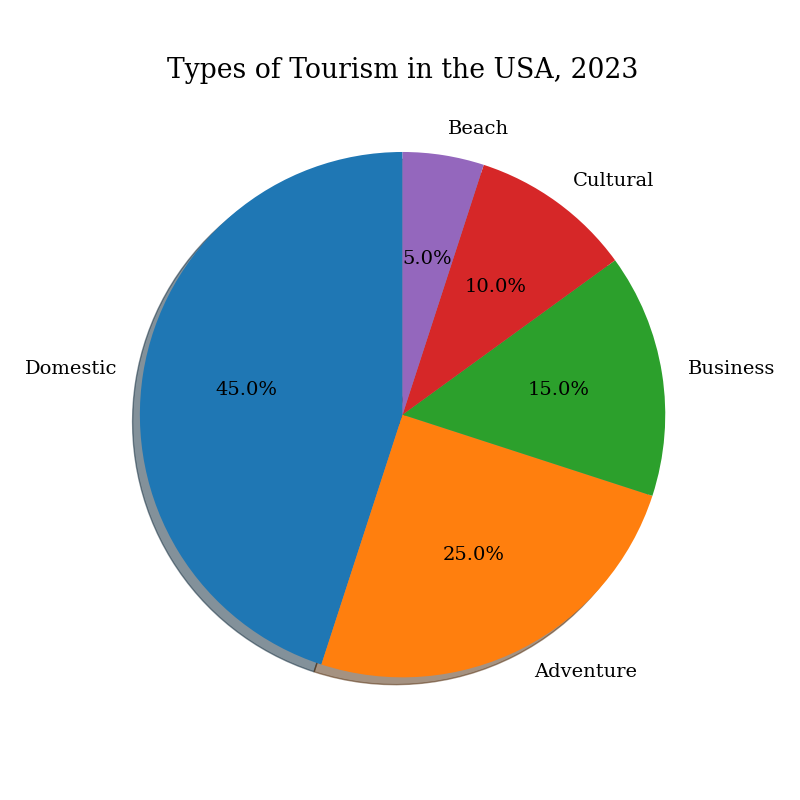 Types of Tourism in the USA, 2023
Beach
Cultural
5.0%
10.0%
Domestic
Business
45.0%
15.0%
25.0%
Adventure